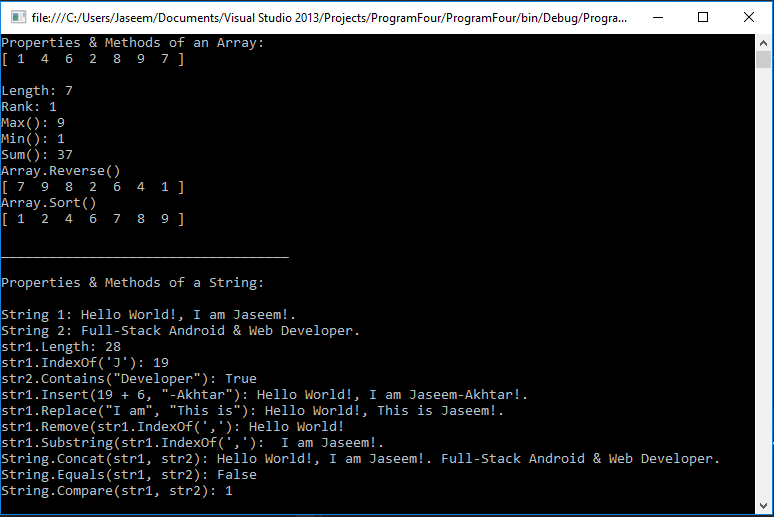 file:///C:/Users/Jaseem/Documents/Visual Studio 2013/Projects/ProgramFour/ProgramFour/bin/Debug/Progra...
Properties & Methods of an Array:
[ 1 4 6 2 8 9 7 ]
Length: 7
Rank: 1
Max(): 9
Min(): 1
Sum(): 37
Array.Reverse()
[ 7 9 8 2 6 4 1 ]
Array.Sort()
[ 1 2 4 6 7 8 9 ]
____________________________________
Properties & Methods of a String:
String 1: Hello World!, I am Jaseem!.
String 2: Full-Stack Android & Web Developer.
str1.Length: 28
str1.IndexOf('J'): 19
str2.Contains("Developer"): True
str1.Insert(19 + 6, "-Akhtar"): Hello World!, I am Jaseem-Akhtar!.
str1.Replace("I am", "This is"): Hello World!, This is Jaseem!.
str1.Remove(str1.IndexOf(','): Hello World!
str1.Substring(str1.IndexOf(','):  I am Jaseem!.
String.Concat(str1, str2): Hello World!, I am Jaseem!. Full-Stack Android & Web Developer.
String.Equals(str1, str2): False
String.Compare(str1, str2): 1